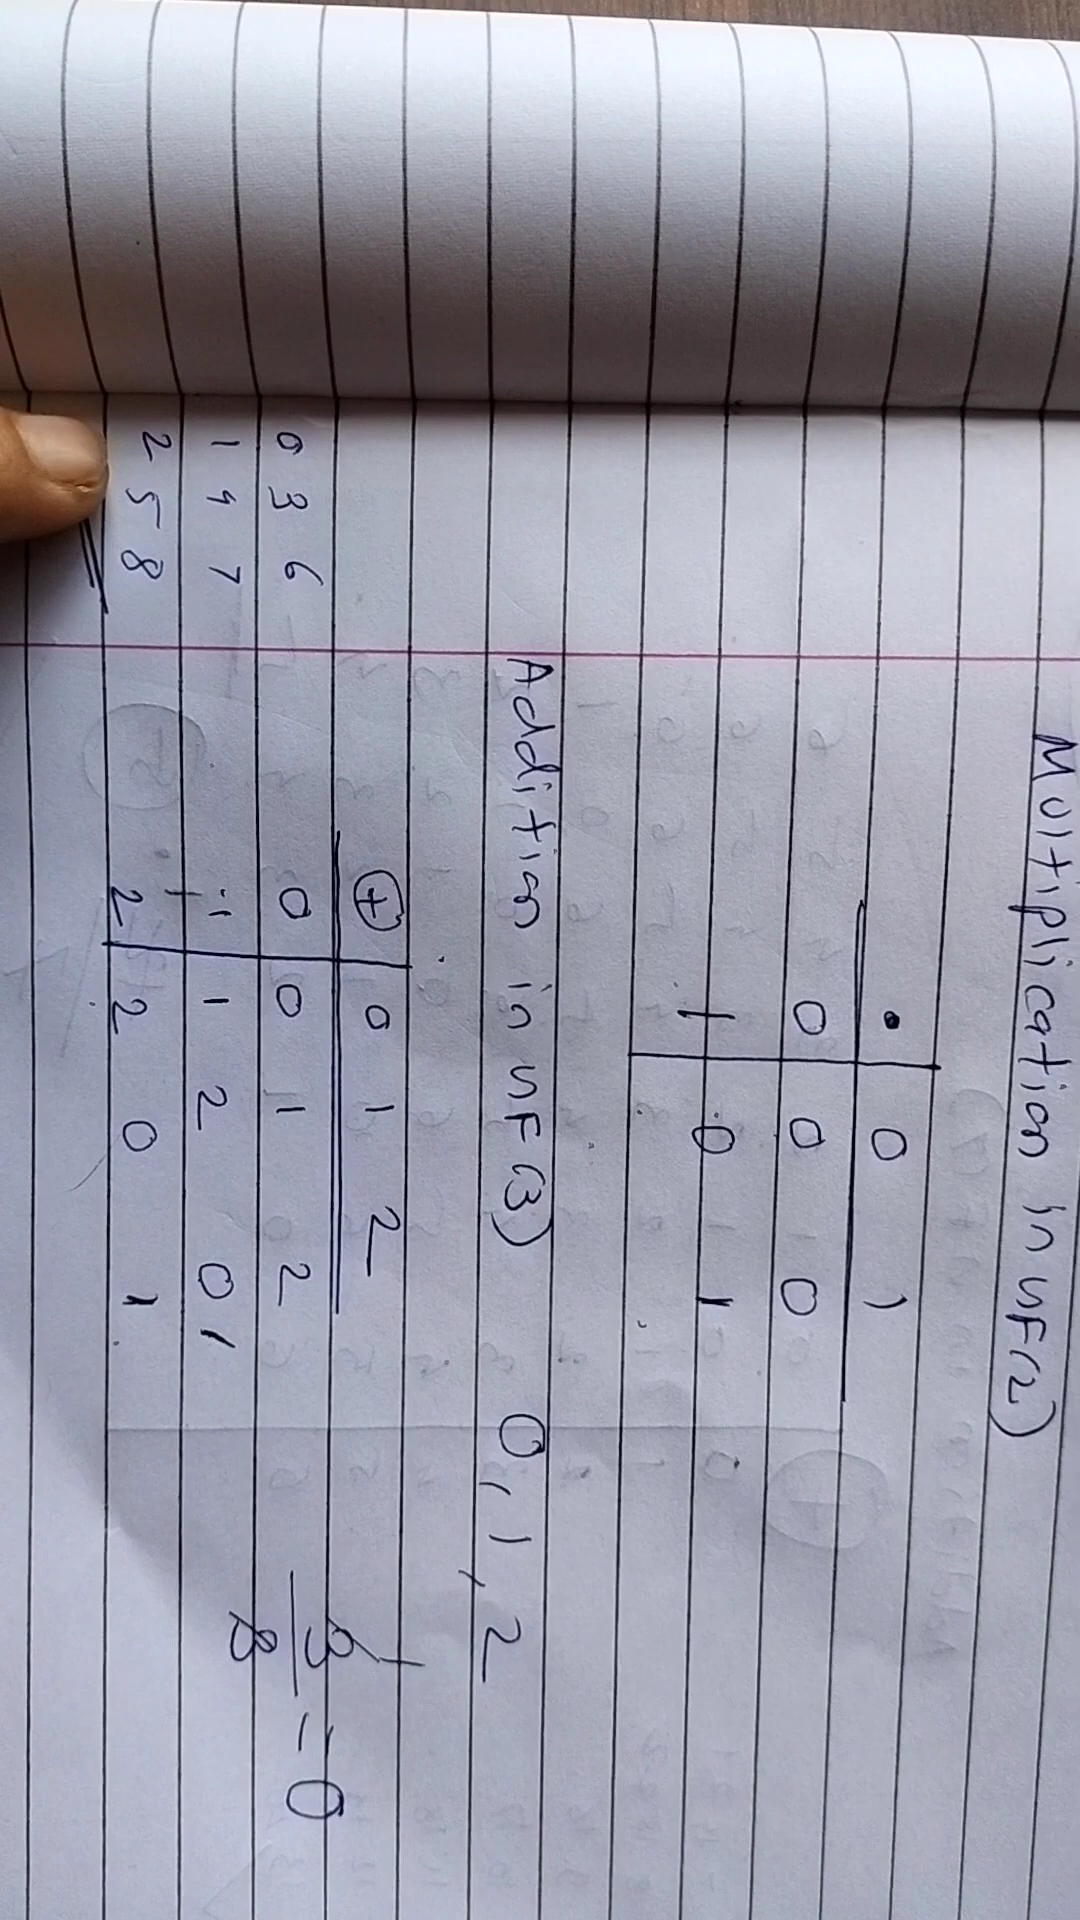 Multiplication in GF(2)
• 0 1
0 0 0
1 0 1
Addition in GF(3) 0, 1, 2
⊕ 0 1 2
0 3 6 0 0 1 2
1 4 7 1 1 2 0
2 5 8 2 2 0 1
3
= 0